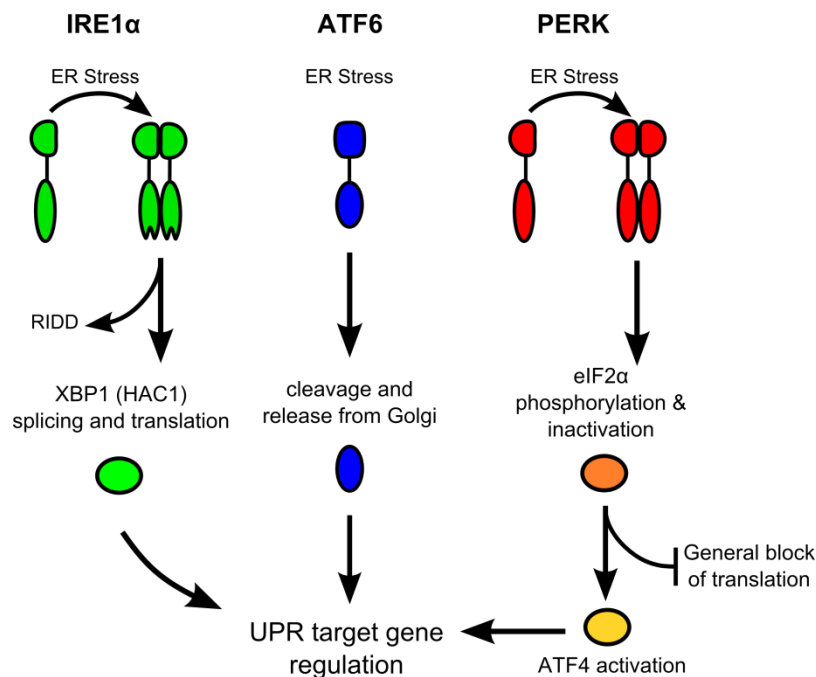 IRE1α
ER Stress
RIDD
XBP1 (HAC1)
splicing and translation
ATF6
ER Stress
cleavage and
release from Golgi
PERK
ER Stress
eIF2α
phosphorylation &
inactivation
General block
of translation
ATF4 activation
UPR target gene
regulation